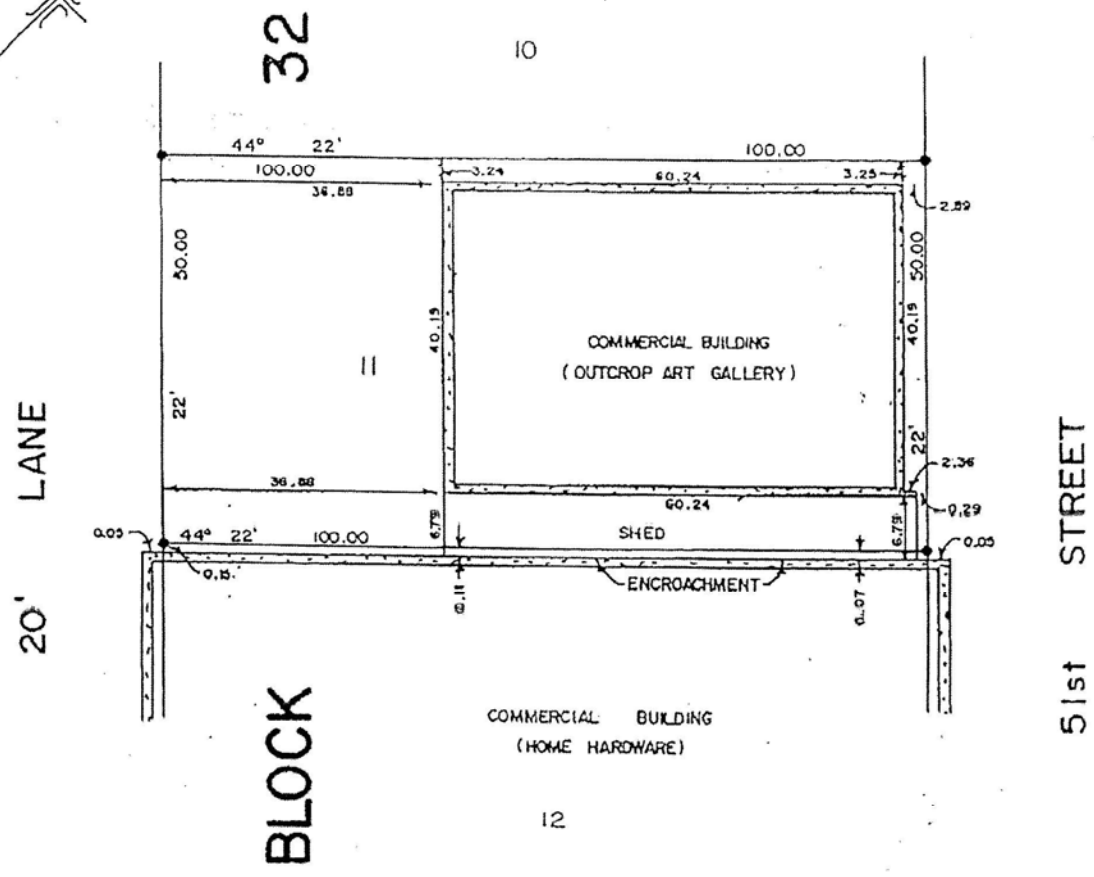 32
10
44° 22'
100.00
100.00
3.24
60.24
3.25
36.88
2.89
50.00
50.00
40.19
40.19
COMMERCIAL BUILDING
(OUTCROP ART GALLERY)
11
22'
22'
LANE
20'
STREET
51st
2.36
36.88
60.24
0.29
6.79
6.79
SHED
0.05
44° 22' 100.00
0.05
0.15
ENCROACHMENT
0.11
0.07
BLOCK
COMMERCIAL BUILDING
(HOME HARDWARE)
12